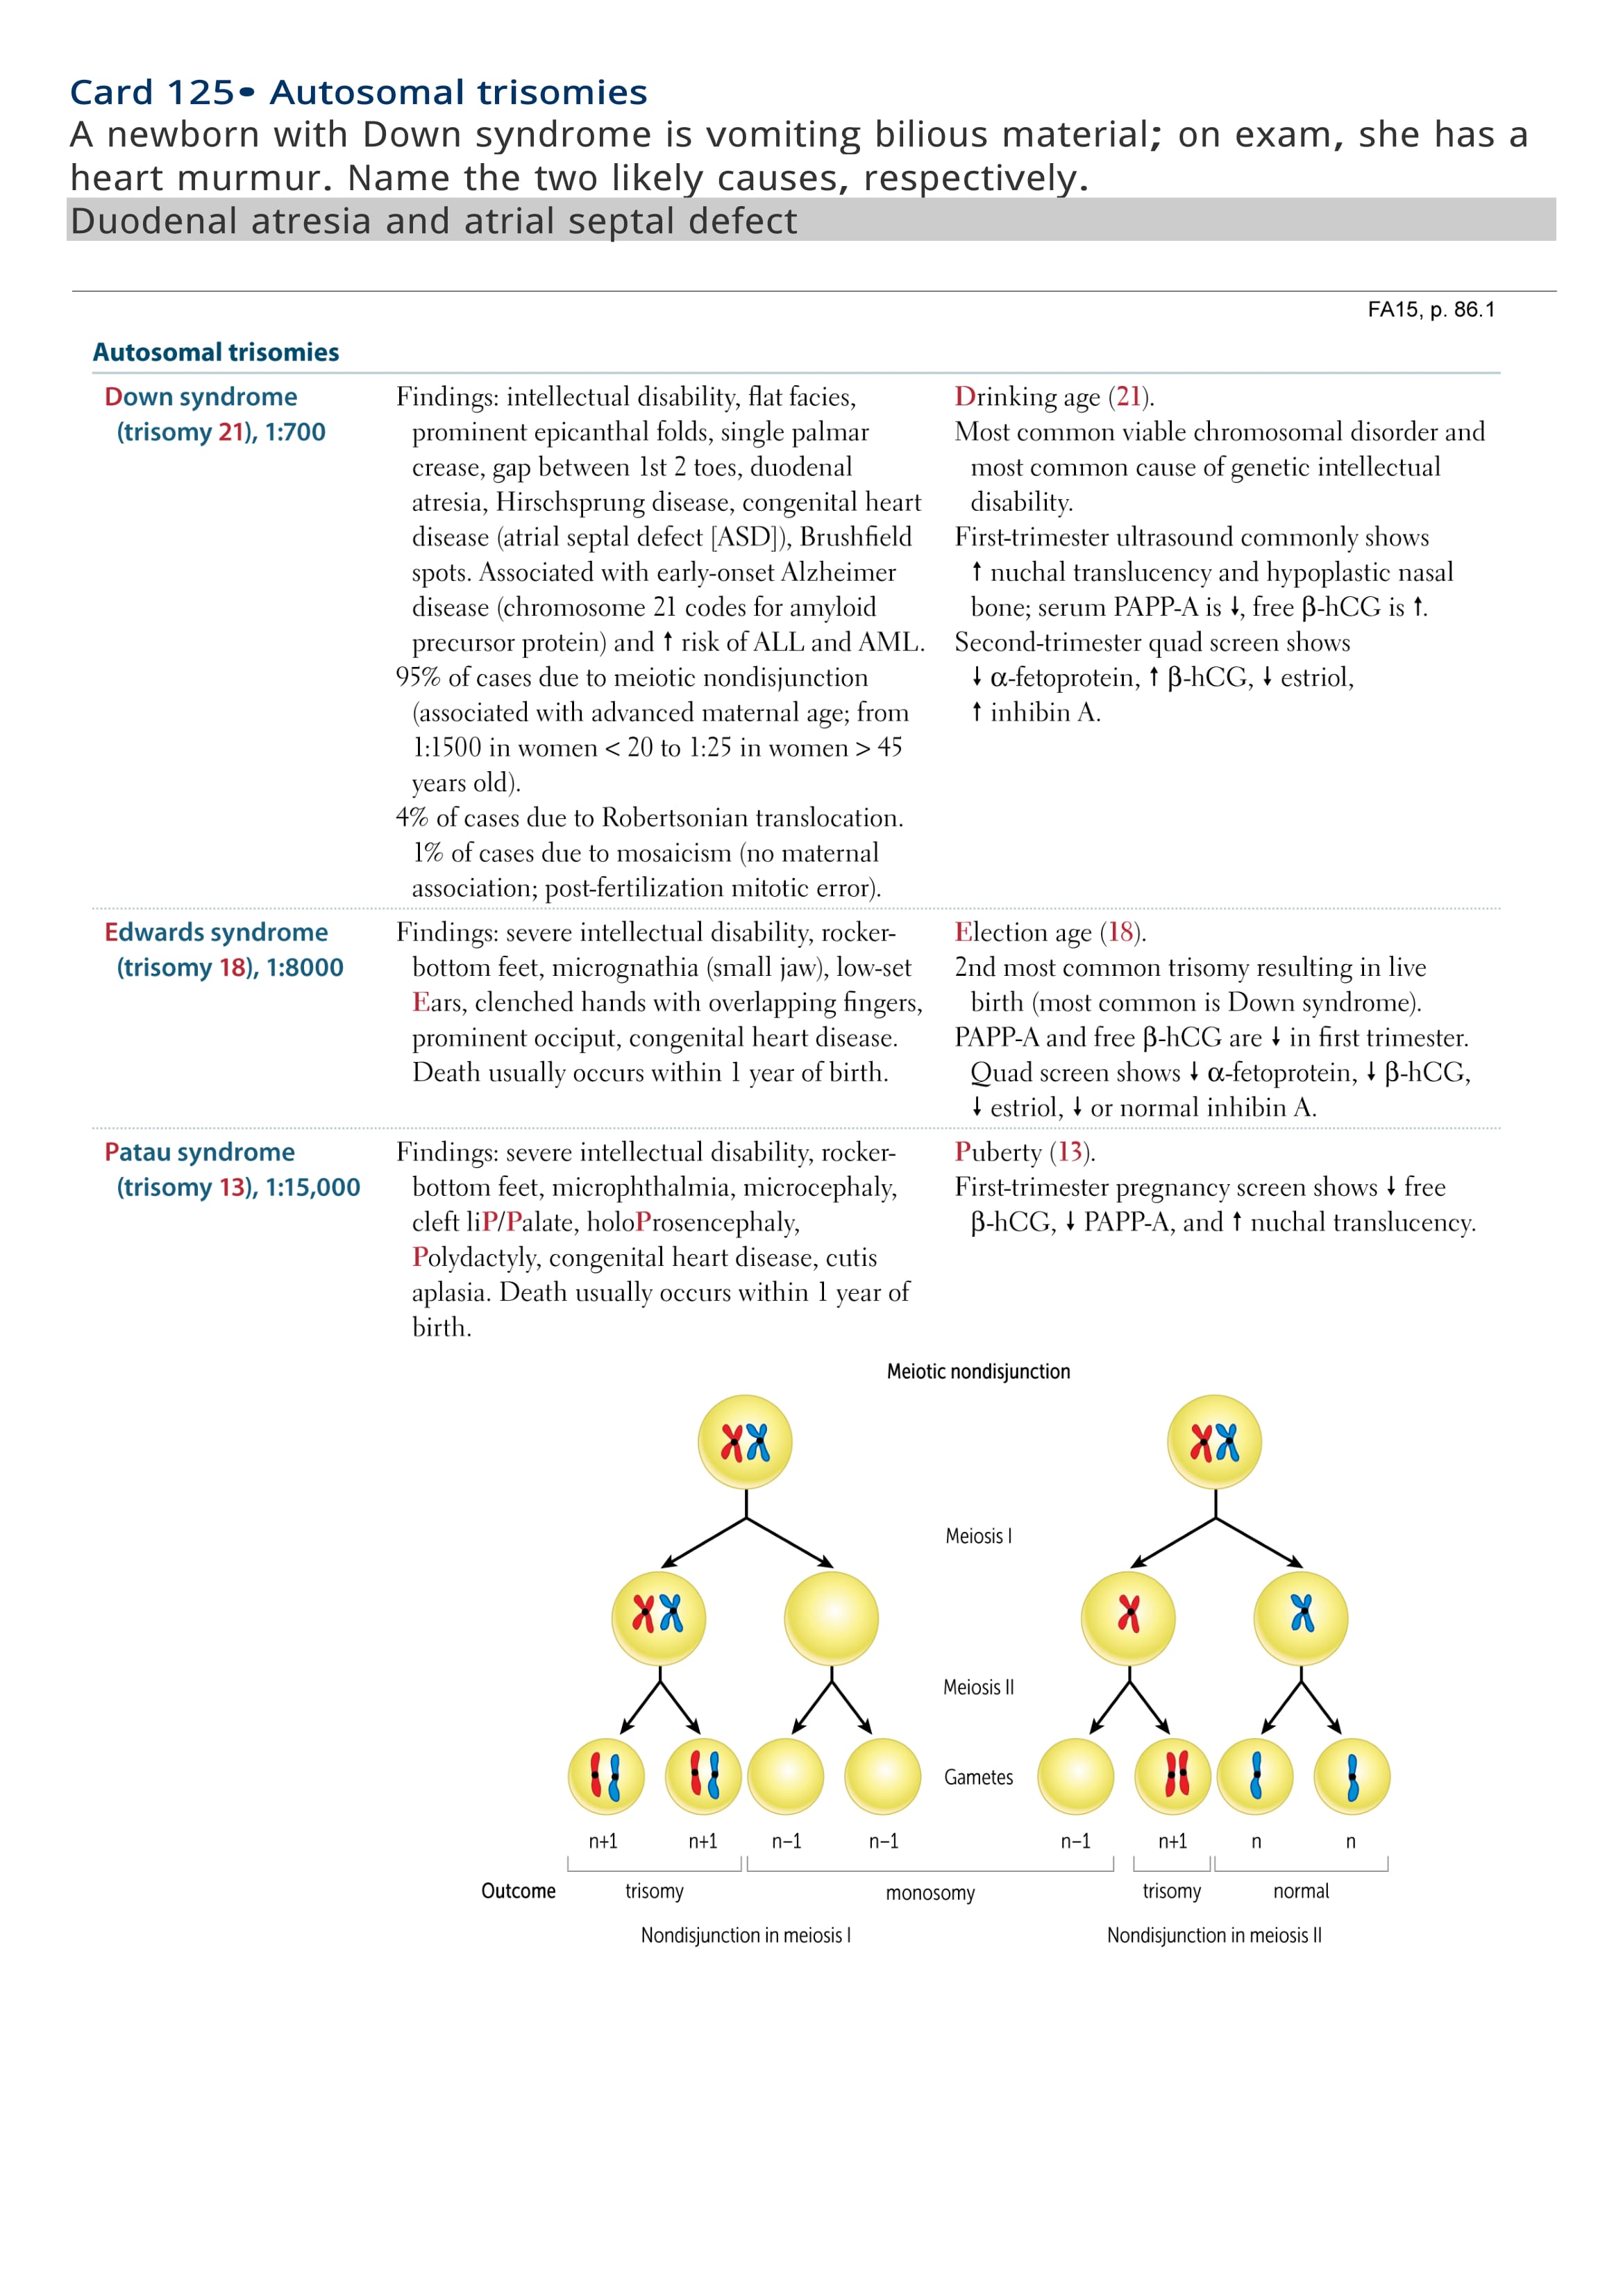 Card 125• Autosomal trisomies
A newborn with Down syndrome is vomiting bilious material; on exam, she has a
heart murmur. Name the two likely causes, respectively.
Duodenal atresia and atrial septal defect
FA15, p. 86.1
Autosomal trisomies
Down syndrome
(trisomy 21), 1:700
Findings: intellectual disability, flat facies,
prominent epicanthal folds, single palmar
crease, gap between 1st 2 toes, duodenal
atresia, Hirschsprung disease, congenital heart
disease (atrial septal defect [ASD]), Brushfield
spots. Associated with early-onset Alzheimer
disease (chromosome 21 codes for amyloid
precursor protein) and ↑ risk of ALL and AML.
95% of cases due to meiotic nondisjunction
(associated with advanced maternal age; from
1:1500 in women < 20 to 1:25 in women > 45
years old).
4% of cases due to Robertsonian translocation.
1% of cases due to mosaicism (no maternal
association; post-fertilization mitotic error).
Drinking age (21).
Most common viable chromosomal disorder and
most common cause of genetic intellectual
disability.
First-trimester ultrasound commonly shows
↑ nuchal translucency and hypoplastic nasal
bone; serum PAPP-A is ↓, free β-hCG is ↑.
Second-trimester quad screen shows
↓ α-fetoprotein, ↑ β-hCG, ↓ estriol,
↑ inhibin A.
Edwards syndrome
(trisomy 18), 1:8000
Findings: severe intellectual disability, rocker-
bottom feet, micrognathia (small jaw), low-set
Ears, clenched hands with overlapping fingers,
prominent occiput, congenital heart disease.
Death usually occurs within 1 year of birth.
Election age (18).
2nd most common trisomy resulting in live
birth (most common is Down syndrome).
PAPP-A and free β-hCG are ↓ in first trimester.
Quad screen shows ↓ α-fetoprotein, ↓ β-hCG,
↓ estriol, ↓ or normal inhibin A.
Patau syndrome
(trisomy 13), 1:15,000
Findings: severe intellectual disability, rocker-
bottom feet, microphthalmia, microcephaly,
cleft liP/Palate, holoProsencephaly,
Polydactyly, congenital heart disease, cutis
aplasia. Death usually occurs within 1 year of
birth.
Puberty (13).
First-trimester pregnancy screen shows ↓ free
β-hCG, ↓ PAPP-A, and ↑ nuchal translucency.
Meiotic nondisjunction
Meiosis I
Meiosis II
Gametes
n+1 n+1 n–1 n–1 n–1 n+1 n n
Outcome trisomy monosomy trisomy normal
Nondisjunction in meiosis I Nondisjunction in meiosis II